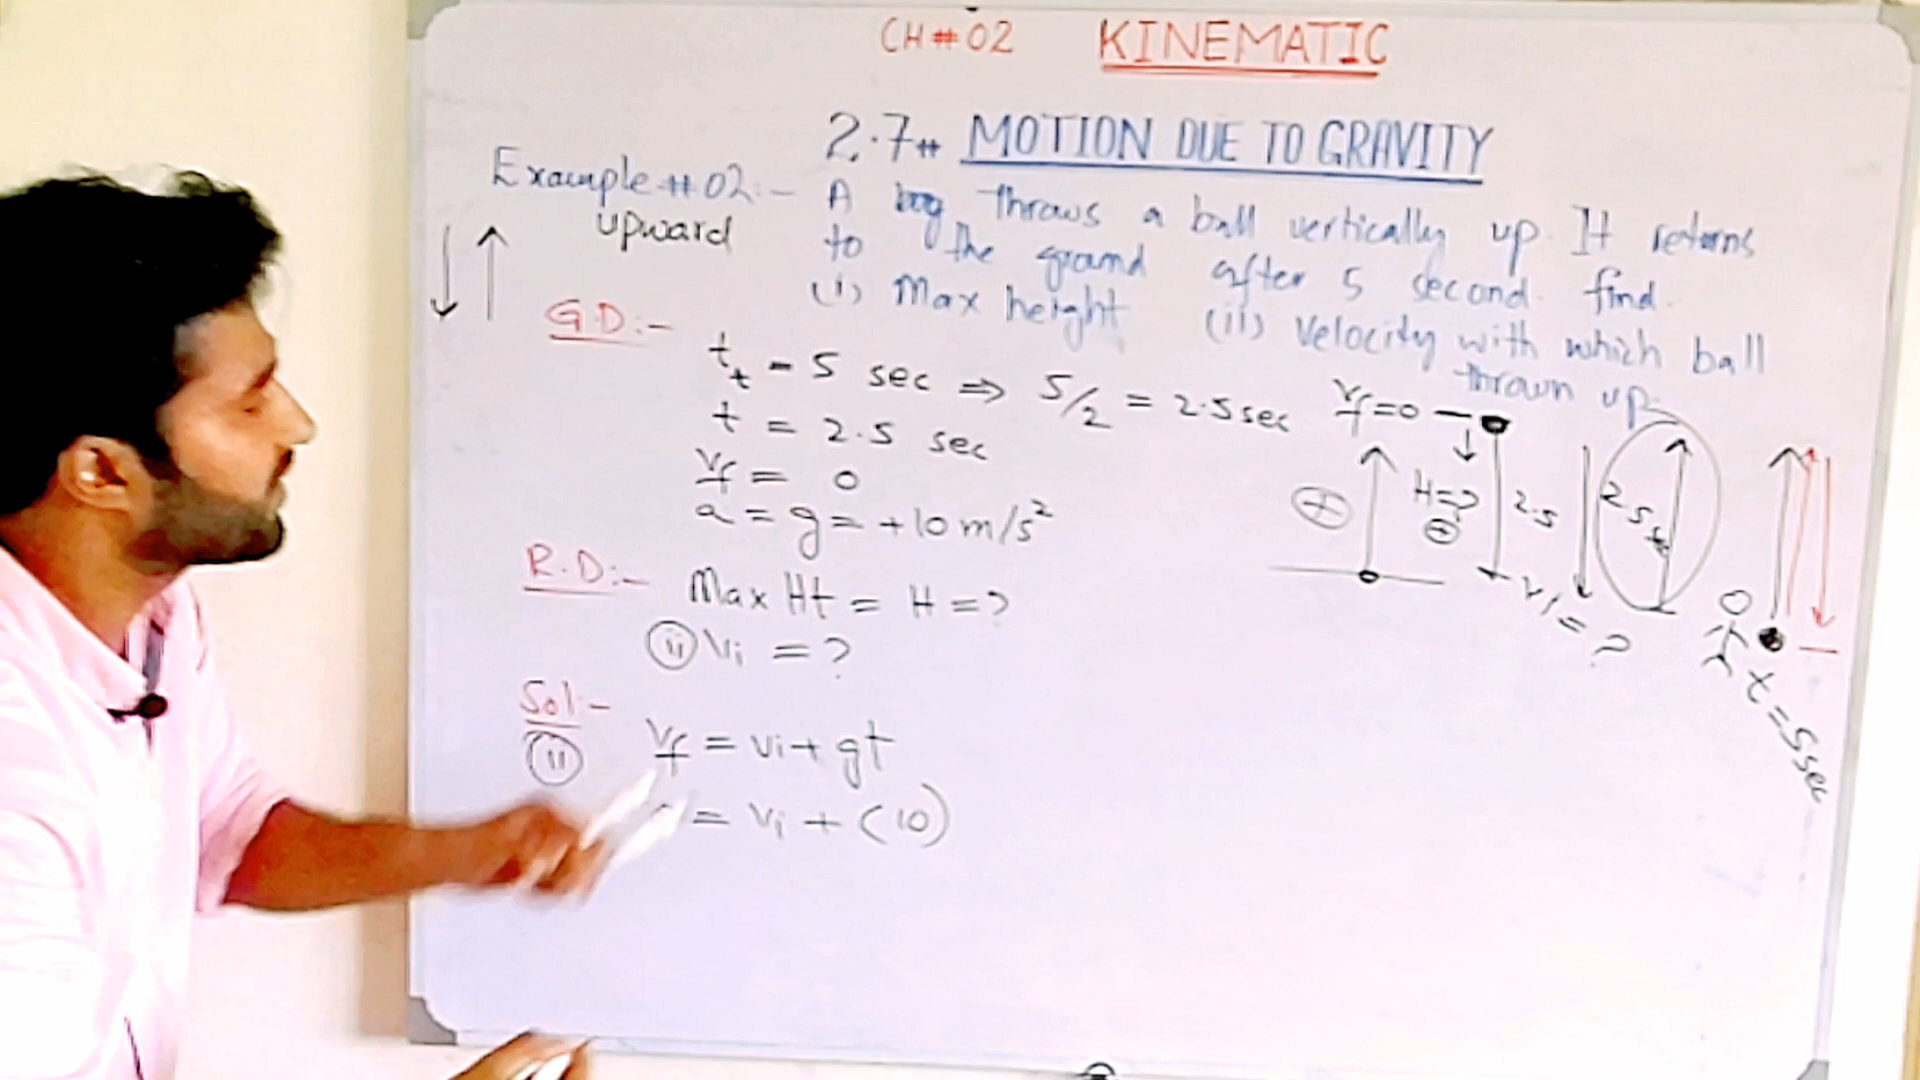 CH # 02 KINEMATIC
2.7# MOTION DUE TO GRAVITY
Example # 02:- A boy throws a ball vertically up. It returns
upward
to the ground after 5 second. find.
(i) Max height (ii) Velocity with which ball
thrown up.
G.D:-
tt = 5 sec ⇒ 5/2 = 2.5 sec
t = 2.5 sec
vf = 0
a = g = +10 m/s²
R.D:- Max Ht = H = ?
(ii) Vi = ?
Sol:-
(ii) vf = vi + gt
= Vi + (10)
vf = 0
+
H = ?
+
2.5
2.5
vi = ?
t = 5 sec